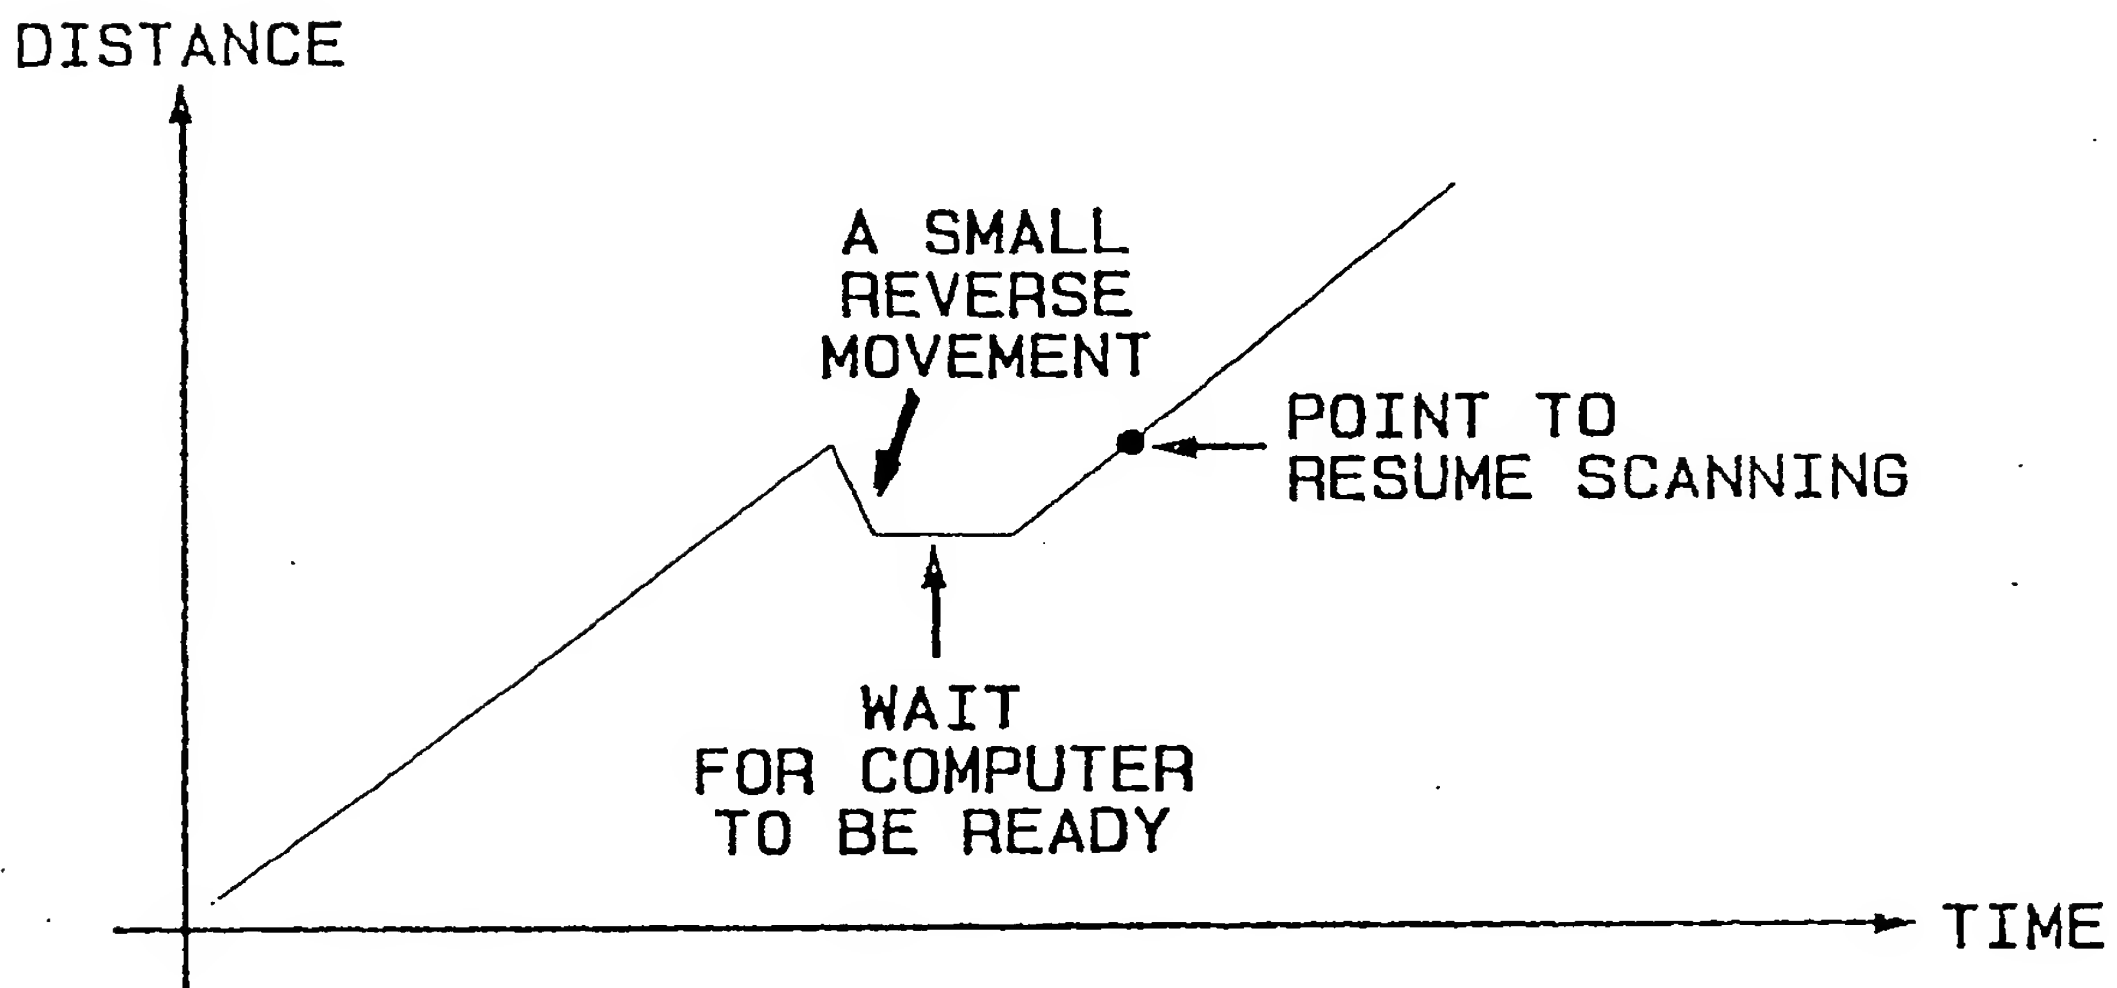 DISTANCE
A SMALL
REVERSE
MOVEMENT
POINT TO
RESUME SCANNING
WAIT
FOR COMPUTER
TO BE READY
TIME